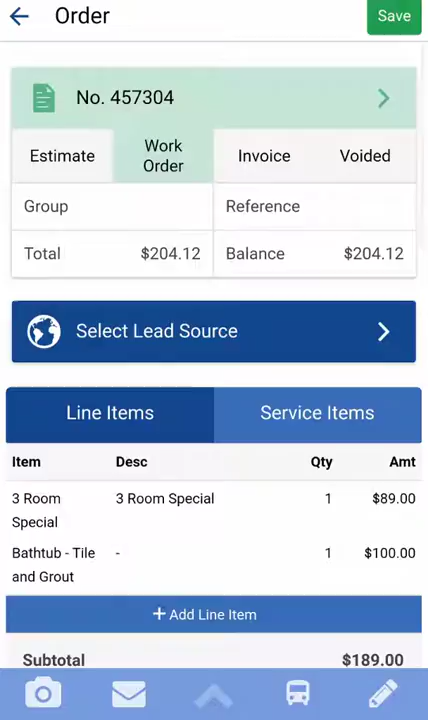 Order
Save
No. 457304
Estimate
Work
Order
Invoice
Voided
Group
Reference
Total $204.12
Balance $204.12
Select Lead Source
Line Items
Service Items
Item Desc Qty Amt
3 Room 3 Room Special 1 $89.00
Special
Bathtub - Tile - 1 $100.00
and Grout
+ Add Line Item
Subtotal $189.00